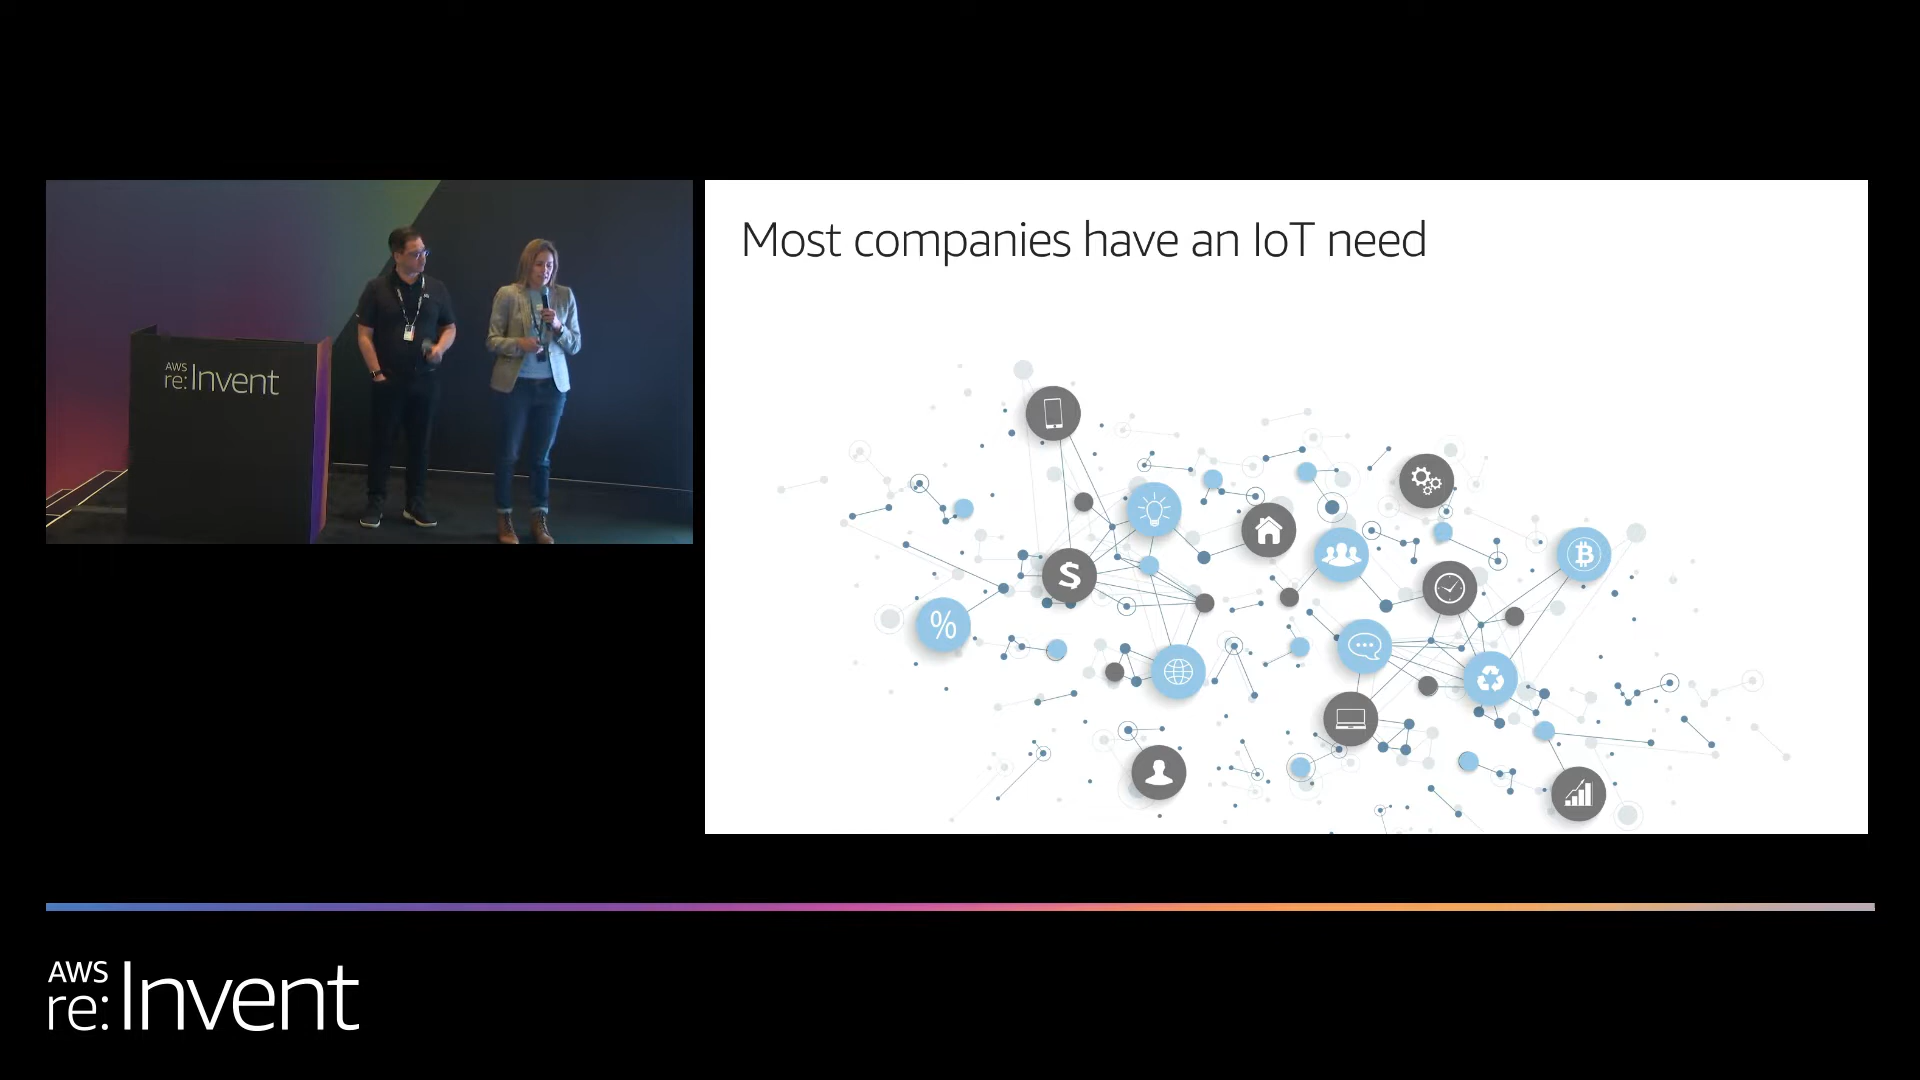 AWS
re:Invent
Most companies have an IoT need
$
%
AWS
re:Invent